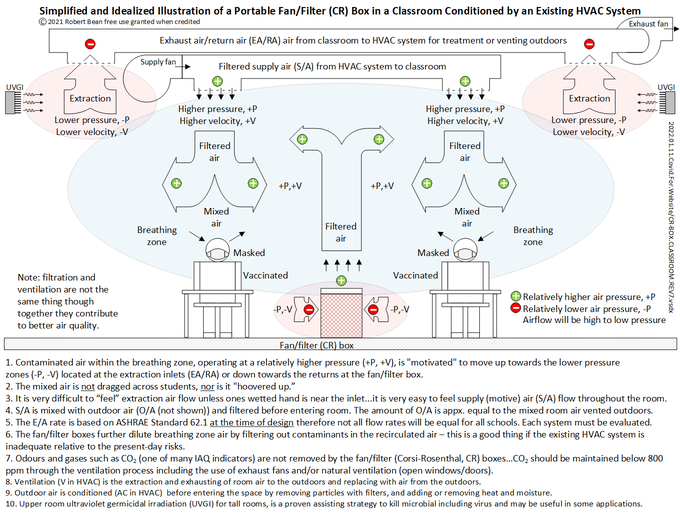 Simplified and Idealized Illustration of a Portable Fan/Filter (CR) Box in a Classroom Conditioned by an Existing HVAC System
© 2021 Robert Bean free use granted when credited
Exhaust fan
Exhaust air/return air (EA/RA) air from classroom to HVAC system for treatment or venting outdoors
Supply fan
Filtered supply air (S/A) from HVAC system to classroom
UVGI
Extraction
Lower pressure, -P
Lower velocity, -V
Higher pressure, +P
Higher velocity, +V
Higher pressure, +P
Higher velocity, +V
Extraction
Lower pressure, -P
Lower velocity, -V
UVGI
Filtered
air
Mixed
air
+P,+V
Filtered
air
+P,+V
Filtered
air
Mixed
air
Breathing
zone
Masked
Vaccinated
Breathing
zone
Masked
Vaccinated
-P,-V
-P,-V
Fan/filter (CR) box
Note: filtration and
ventilation are not the
same thing though
together they contribute
to better air quality.
Relatively higher air pressure, +P
Relatively lower air pressure, -P
Airflow will be high to low pressure
2022.01.11.Covid.For.Website/CR-BOX.CLASSROOM.REV7.vsdx
1. Contaminated air within the breathing zone, operating at a relatively higher pressure (+P, +V), is "motivated" to move up towards the lower pressure
zones (-P, -V) located at the extraction inlets (EA/RA) or down towards the returns at the fan/filter box.
2. The mixed air is not dragged across students, nor is it "hoovered up."
3. It is very difficult to "feel" extraction air flow unless ones wetted hand is near the inlet...it is very easy to feel supply (motive) air (S/A) flow throughout the room.
4. S/A is mixed with outdoor air (O/A (not shown)) and filtered before entering room. The amount of O/A is appx. equal to the mixed room air vented outdoors.
5. The E/A rate is based on ASHRAE Standard 62.1 at the time of design therefore not all flow rates will be equal for all schools. Each system must be evaluated.
6. The fan/filter boxes further dilute breathing zone air by filtering out contaminants in the recirculated air – this is a good thing if the existing HVAC system is
inadequate relative to the present-day risks.
7. Odours and gases such as CO₂ (one of many IAQ indicators) are not removed by the fan/filter (Corsi-Rosenthal, CR) boxes...CO₂ should be maintained below 800
ppm through the ventilation process including the use of exhaust fans and/or natural ventilation (open windows/doors).
8. Ventilation (V in HVAC) is the extraction and exhausting of room air to the outdoors and replacing with air from the outdoors.
9. Outdoor air is conditioned (AC in HVAC) before entering the space by removing particles with filters, and adding or removing heat and moisture.
10. Upper room ultraviolet germicidal irradiation (UVGI) for tall rooms, is a proven assisting strategy to kill microbial including virus and may be useful in some applications.